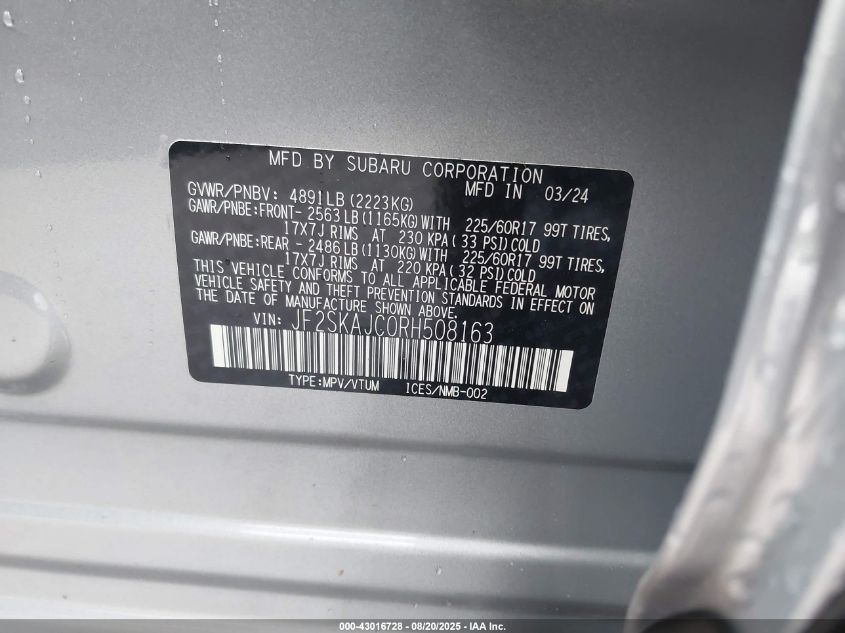 MFD BY SUBARU CORPORATION
MFD IN 03/24
GVWR/PNBV: 4891LB(2223KG)
GAWR/PNBE:FRONT- 2563LB(1165KG)WITH 225/60R17 99T TIRES,
17X7J RIMS AT 230 KPA(33 PSI)COLD
GAWR/PNBE:REAR - 2486LB(1130KG)WITH 225/60R17 99T TIRES,
17X7J RIMS AT 220 KPA(32 PSI)COLD
THIS VEHICLE CONFORMS TO ALL APPLICABLE FEDERAL MOTOR
VEHICLE SAFETY AND THEFT PREVENTION STANDARDS IN EFFECT ON
THE DATE OF MANUFACTURE SHOWN ABOVE.
VIN: JF2SKAJC0RH508163
TYPE:MPV/VTUM ICES/NMB-002
000-43016728 - 08/20/2025 - IAA Inc.